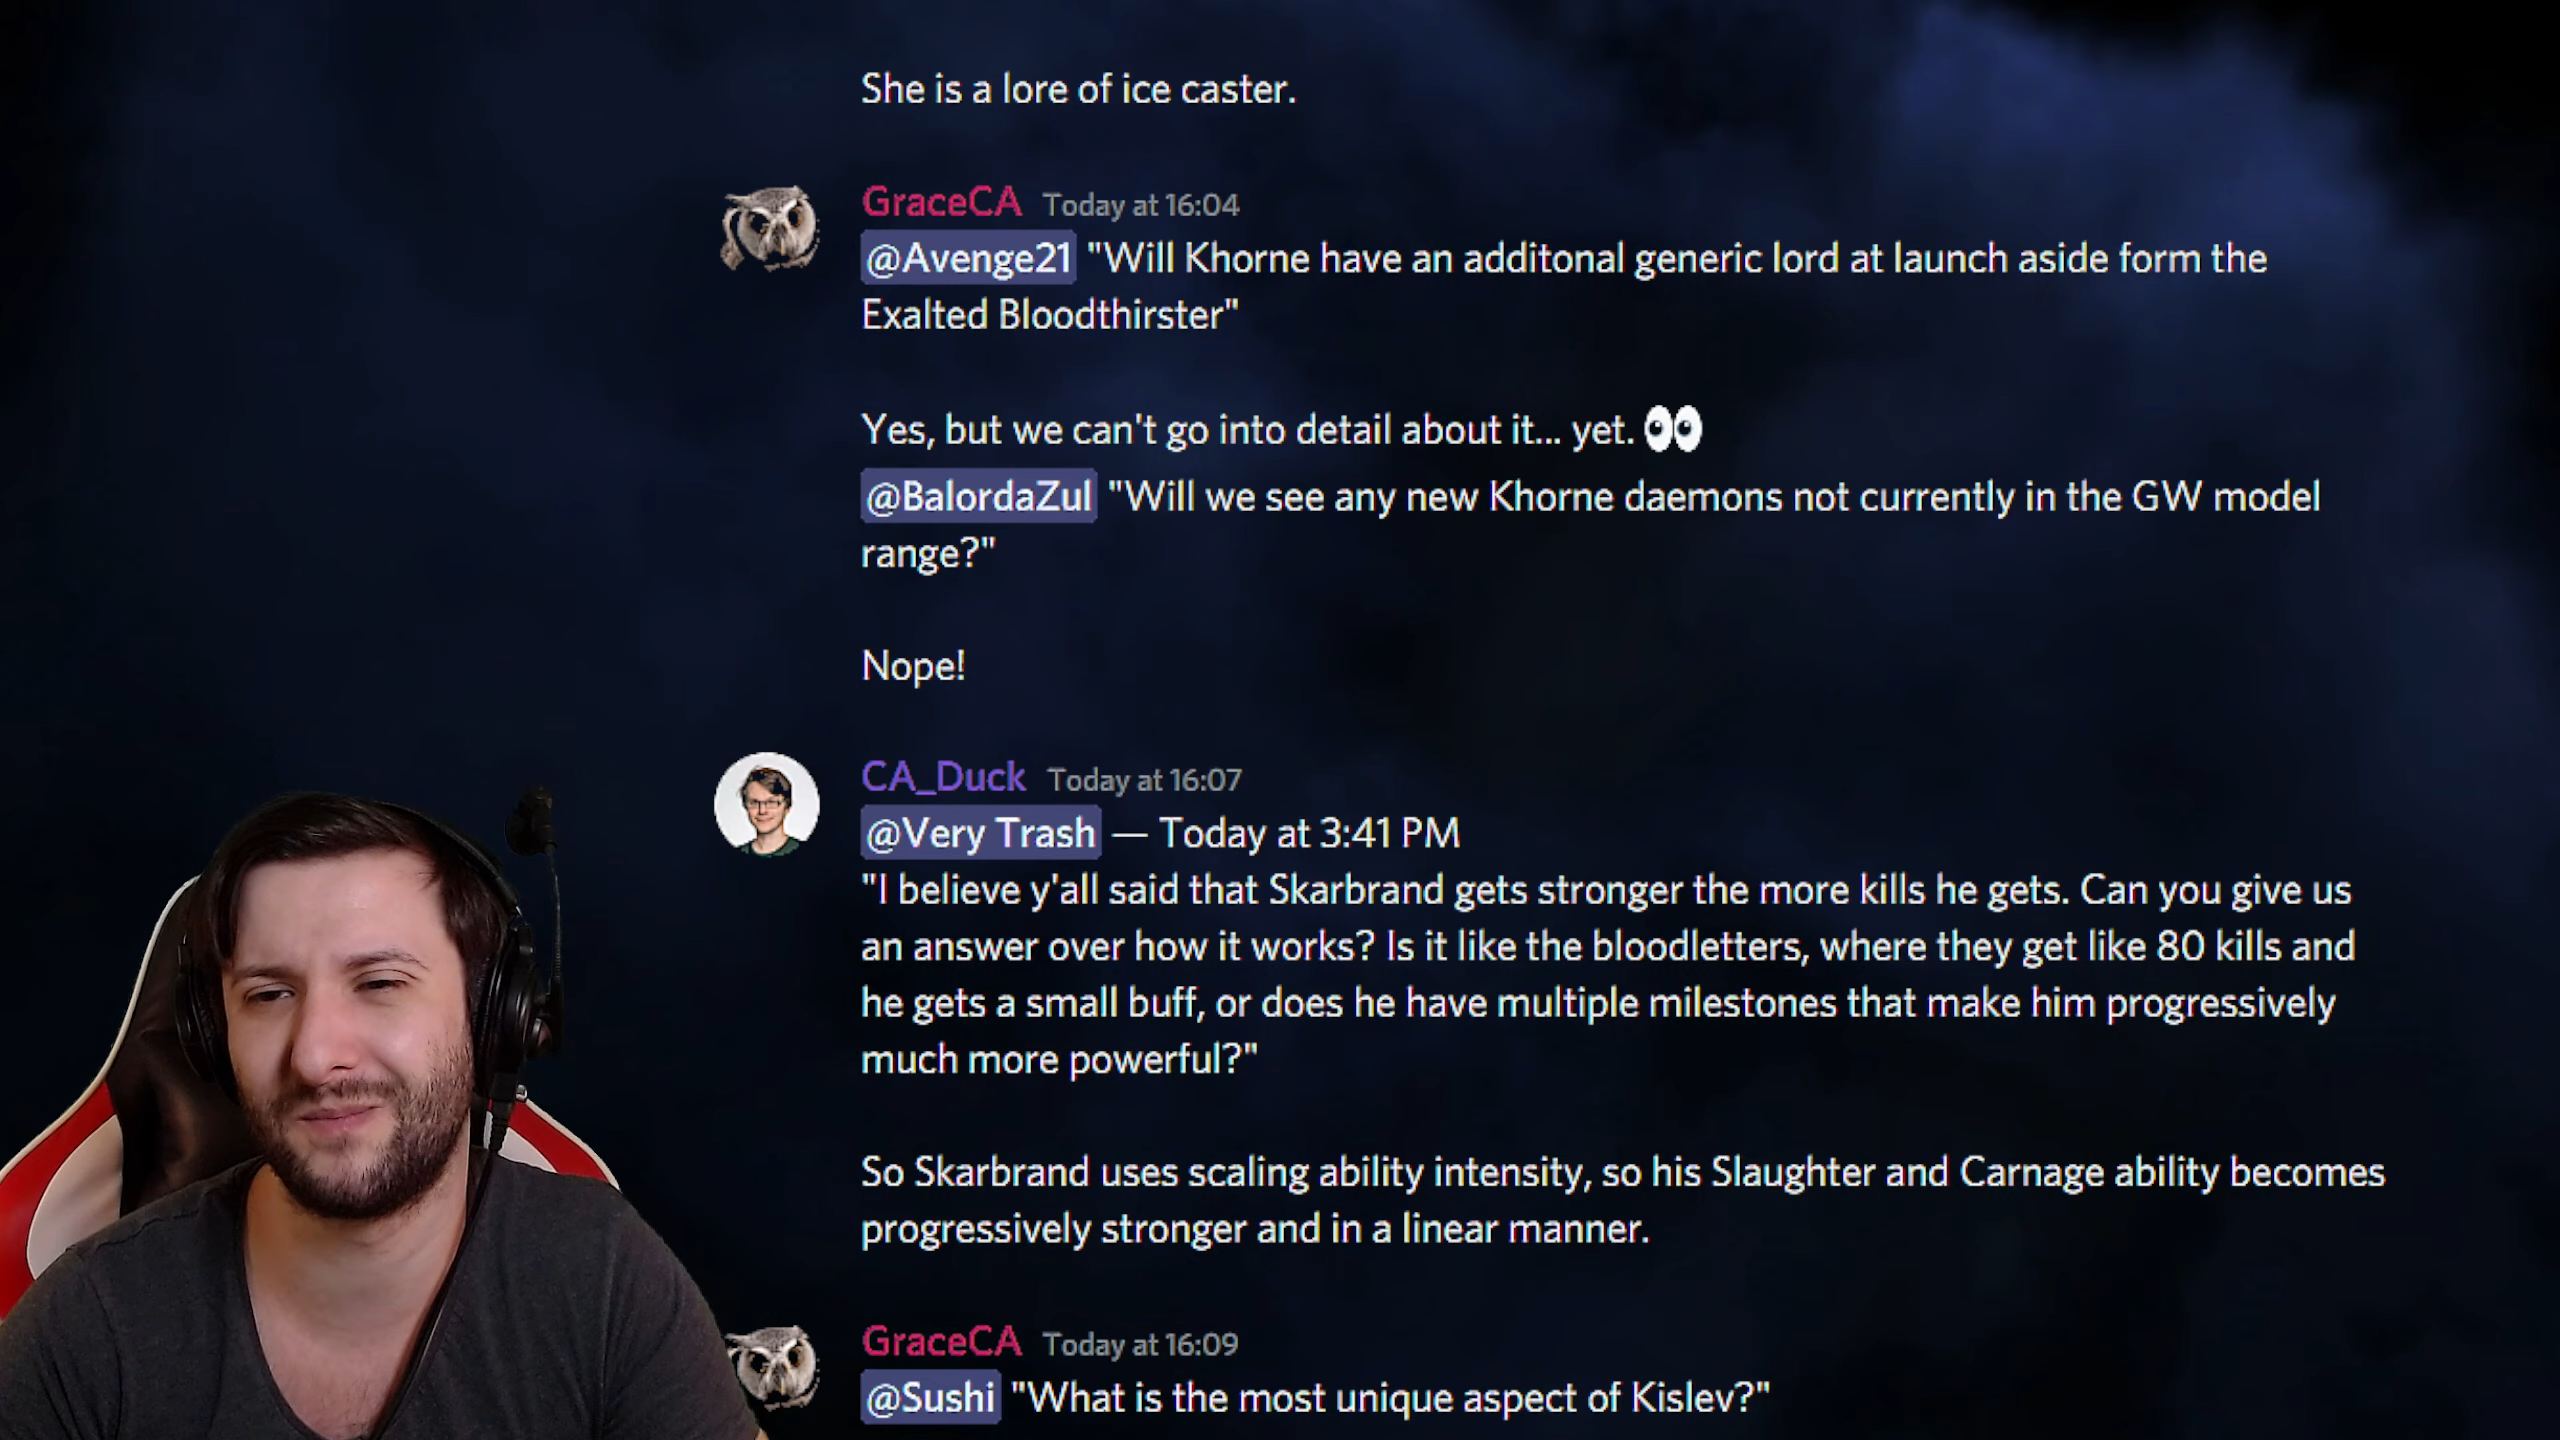 She is a lore of ice caster.
GraceCA Today at 16:04
@Avenge21 "Will Khorne have an additonal generic lord at launch aside form the
Exalted Bloodthirster"
Yes, but we can't go into detail about it... yet. 👀
@BalordaZul "Will we see any new Khorne daemons not currently in the GW model
range?"
Nope!
CA_Duck Today at 16:07
@Very Trash — Today at 3:41 PM
"I believe y'all said that Skarbrand gets stronger the more kills he gets. Can you give us
an answer over how it works? Is it like the bloodletters, where they get like 80 kills and
he gets a small buff, or does he have multiple milestones that make him progressively
much more powerful?"
So Skarbrand uses scaling ability intensity, so his Slaughter and Carnage ability becomes
progressively stronger and in a linear manner.
GraceCA Today at 16:09
@Sushi "What is the most unique aspect of Kislev?"